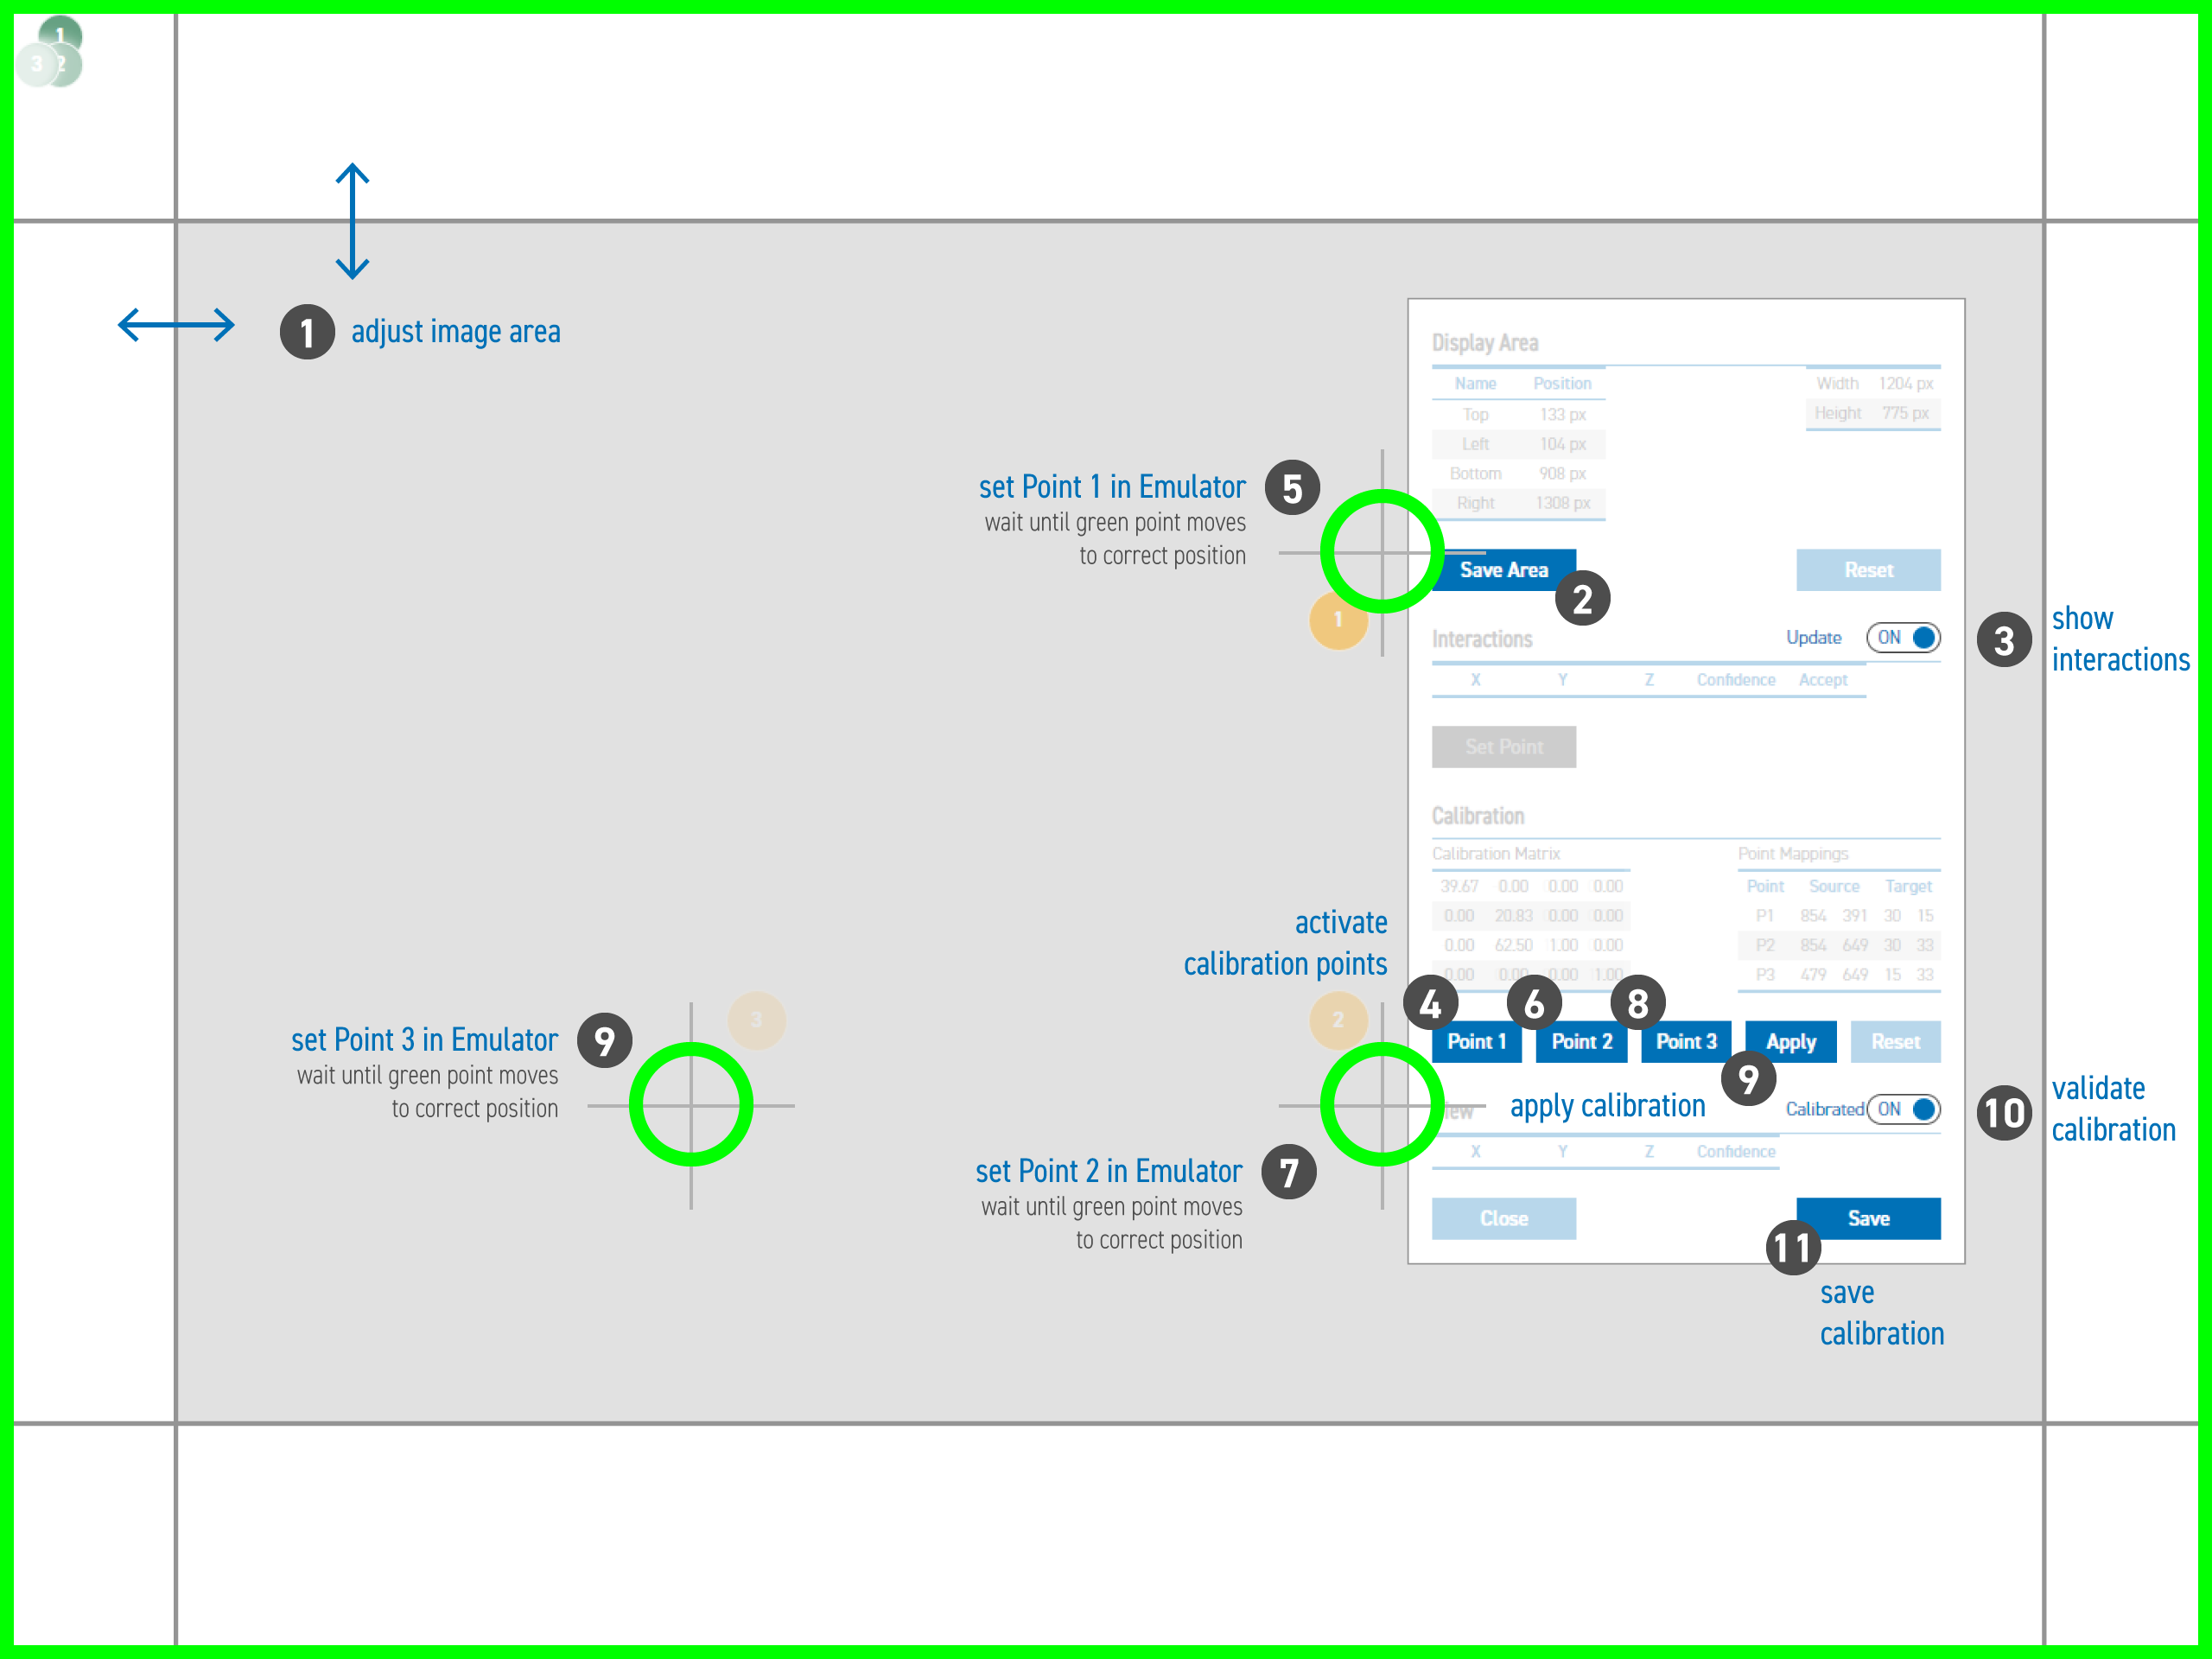 1
3 2
1 adjust image area
set Point 1 in Emulator 5
wait until green point moves
to correct position
1
Display Area
Name Position
Top 133 px
Left 104 px
Bottom 908 px
Right 1308 px
Width 1204 px
Height 775 px
Save Area
2
Reset
Interactions
Update ON
3 show
interactions
X Y Z Confidence Accept
Set Point
Calibration
Calibration Matrix
39.67 0.00 0.00 0.00
0.00 20.83 0.00 0.00
0.00 62.50 1.00 0.00
0.00 0.00 0.00 1.00
Point Mappings
Point Source Target
P1 854 391 30 15
P2 854 649 30 33
P3 479 649 15 33
activate
calibration points
4 6 8
Point 1 Point 2 Point 3 Apply Reset
9
apply calibration
Calibrated ON
10 validate
calibration
X Y Z Confidence
Close Save
11
save
calibration
3
set Point 3 in Emulator 9
wait until green point moves
to correct position
2
set Point 2 in Emulator 7
wait until green point moves
to correct position